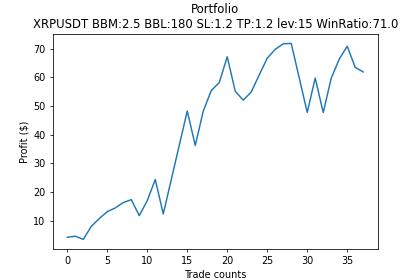 Portfolio
XRPUSDT BBM:2.5 BBL:180 SL:1.2 TP:1.2 lev:15 WinRatio:71.0
70
60
50
40
30
20
10
Profit ($)
0 5 10 15 20 25 30 35
Trade counts